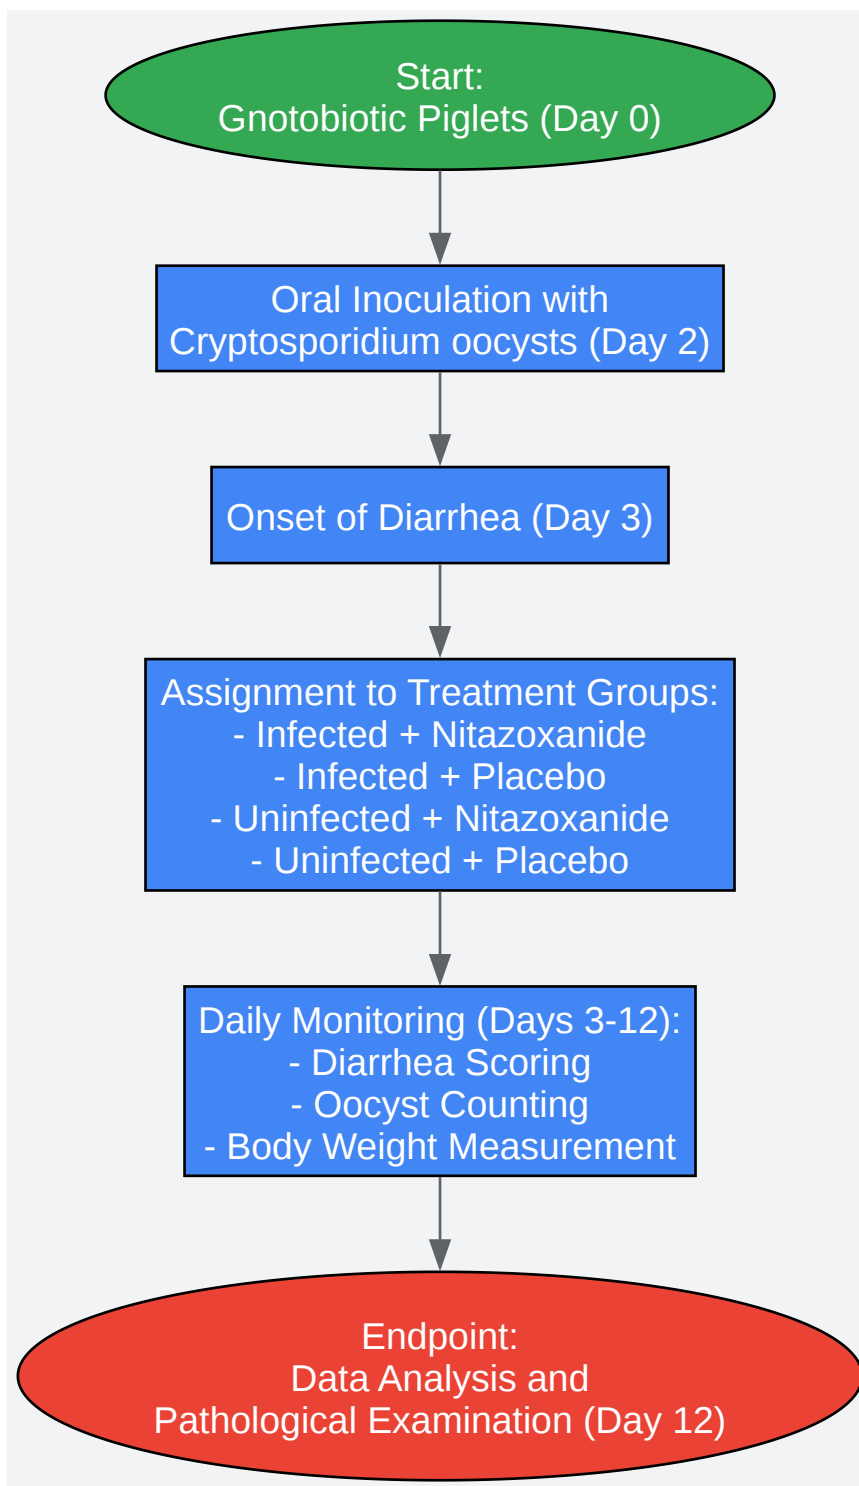 Start:
Gnotobiotic Piglets (Day 0)
Oral Inoculation with
Cryptosporidium oocysts (Day 2)
Onset of Diarrhea (Day 3)
Assignment to Treatment Groups:
- Infected + Nitazoxanide
- Infected + Placebo
- Uninfected + Nitazoxanide
- Uninfected + Placebo
Daily Monitoring (Days 3-12):
- Diarrhea Scoring
- Oocyst Counting
- Body Weight Measurement
Endpoint:
Data Analysis and
Pathological Examination (Day 12)